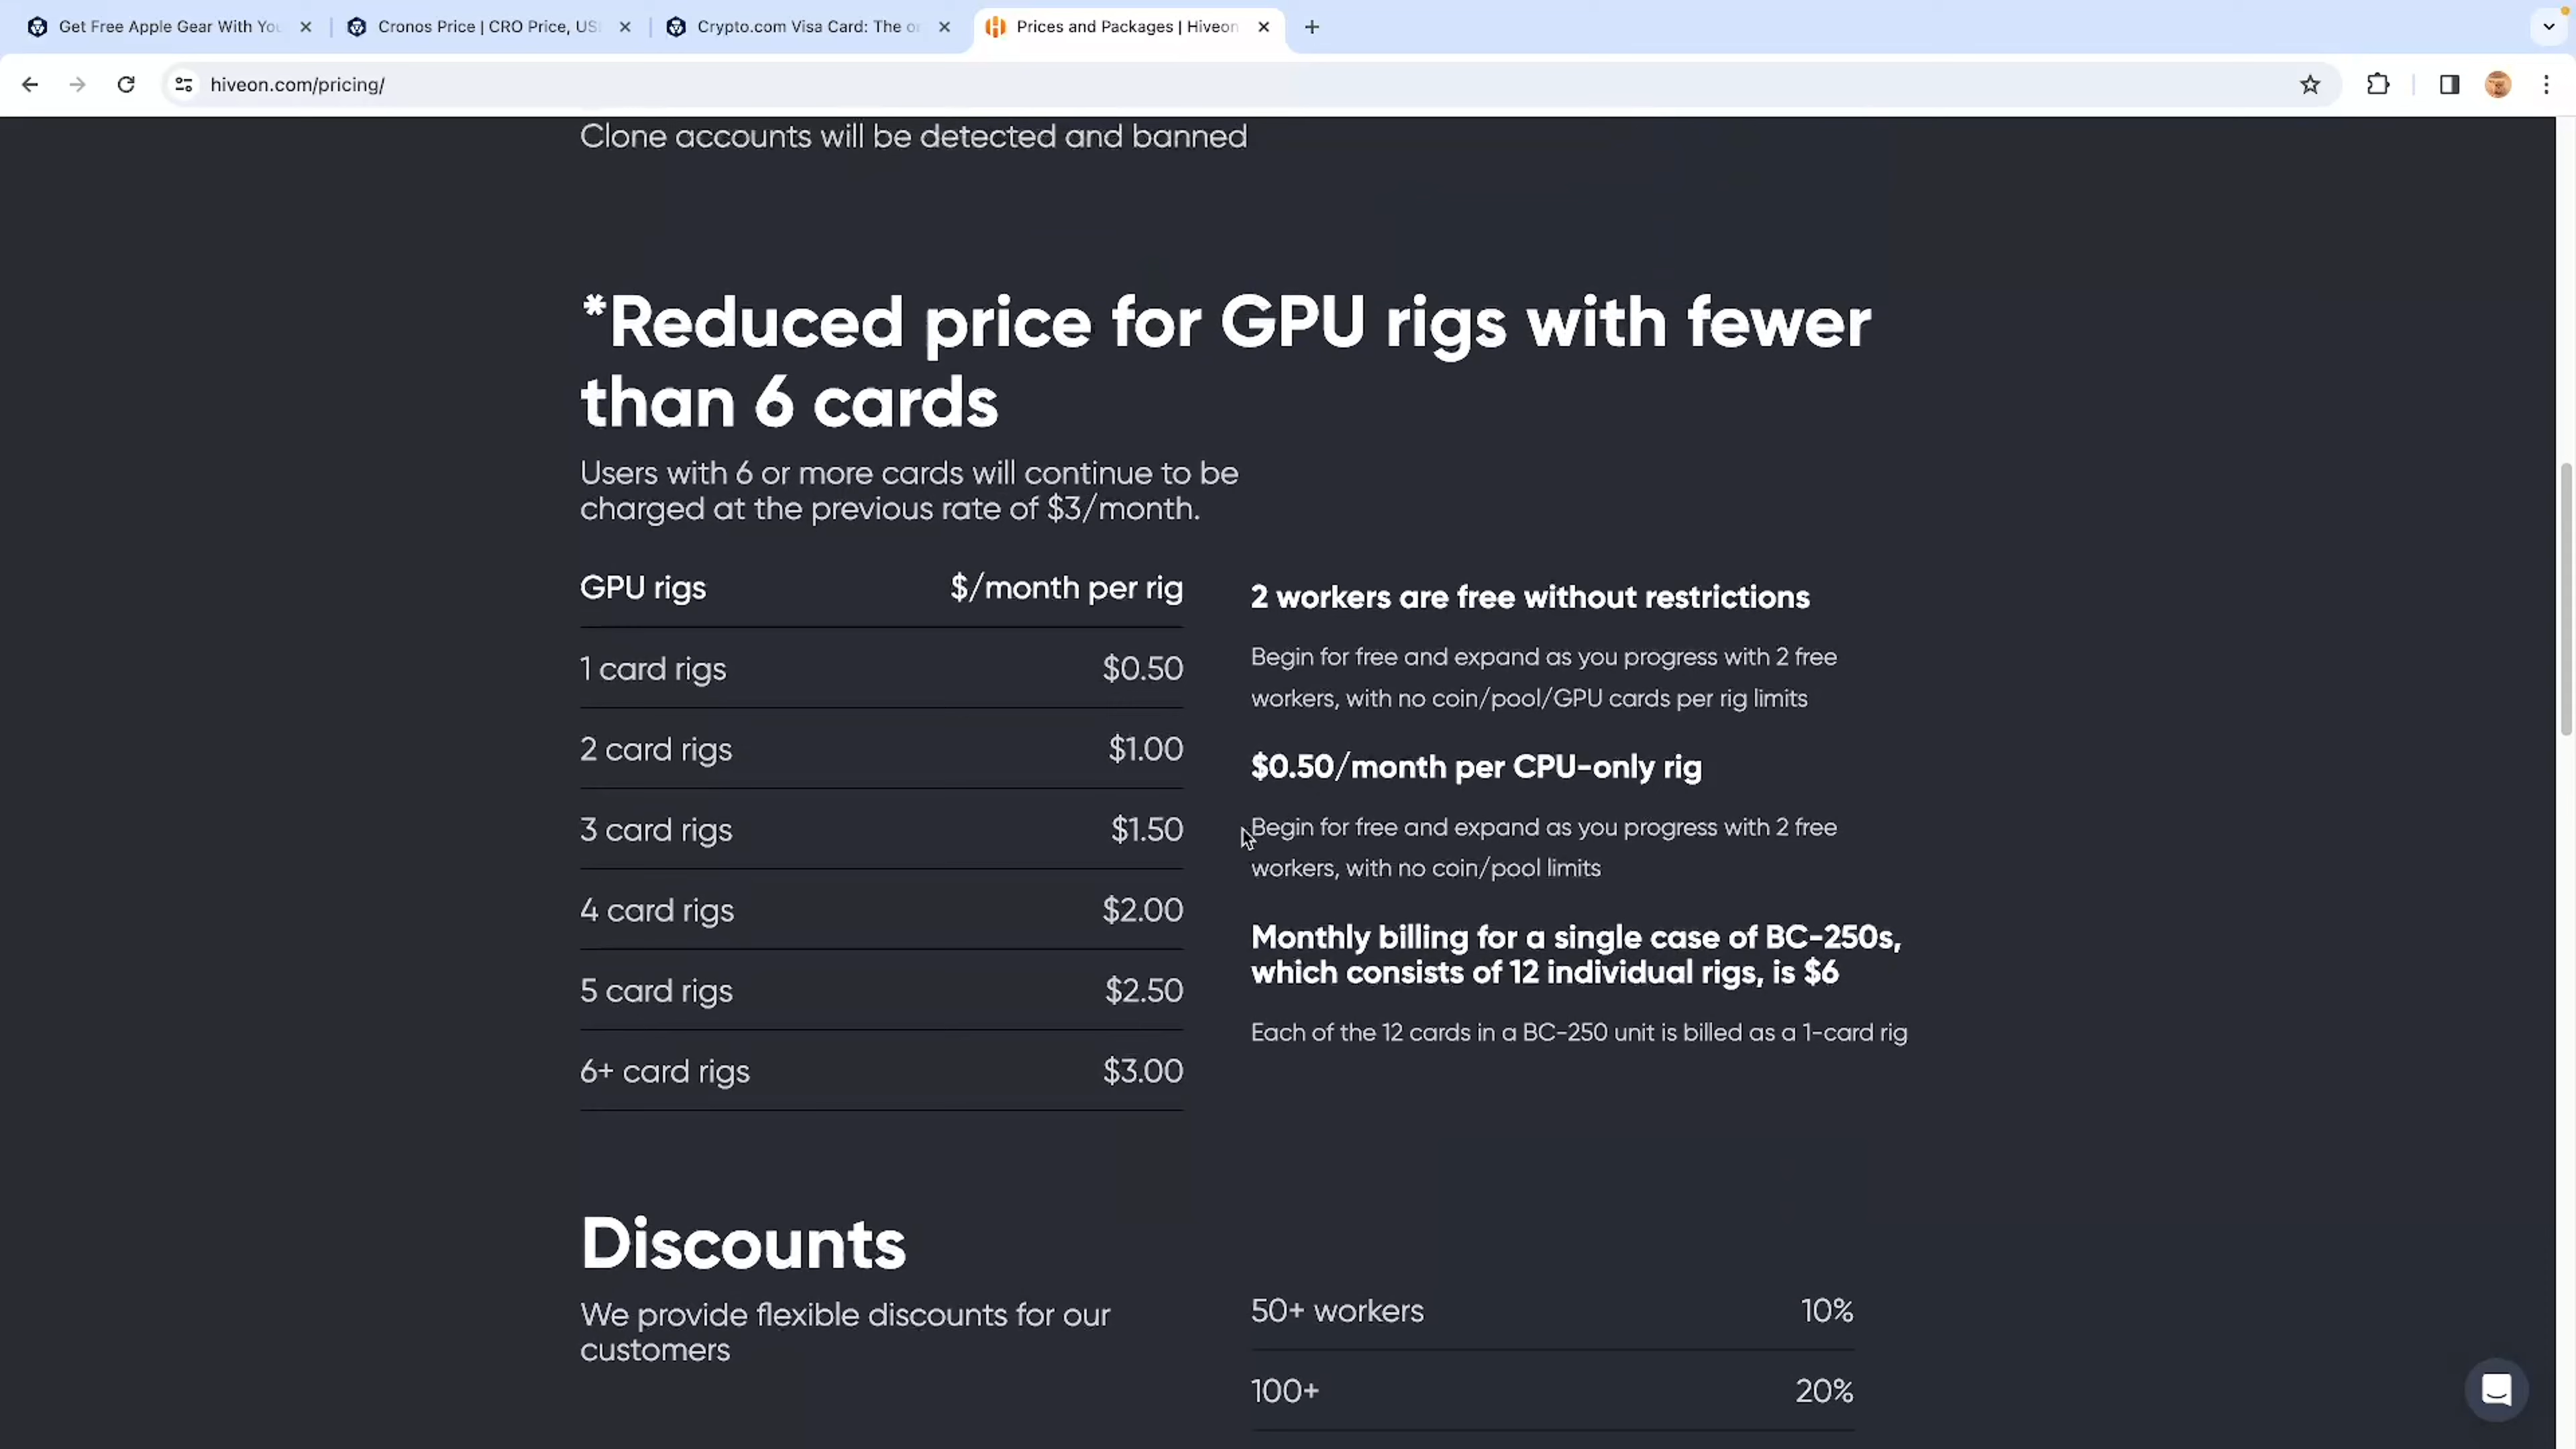 Get Free Apple Gear With You
Cronos Price | CRO Price, US
Crypto.com Visa Card: The o
Prices and Packages | Hiveon
hiveon.com/pricing/
Clone accounts will be detected and banned
*Reduced price for GPU rigs with fewer
than 6 cards
Users with 6 or more cards will continue to be
charged at the previous rate of $3/month.
GPU rigs $/month per rig
1 card rigs $0.50
2 card rigs $1.00
3 card rigs $1.50
4 card rigs $2.00
5 card rigs $2.50
6+ card rigs $3.00
2 workers are free without restrictions
Begin for free and expand as you progress with 2 free
workers, with no coin/pool/GPU cards per rig limits
$0.50/month per CPU-only rig
Begin for free and expand as you progress with 2 free
workers, with no coin/pool limits
Monthly billing for a single case of BC-250s,
which consists of 12 individual rigs, is $6
Each of the 12 cards in a BC-250 unit is billed as a 1-card rig
Discounts
We provide flexible discounts for our
customers
50+ workers 10%
100+ 20%